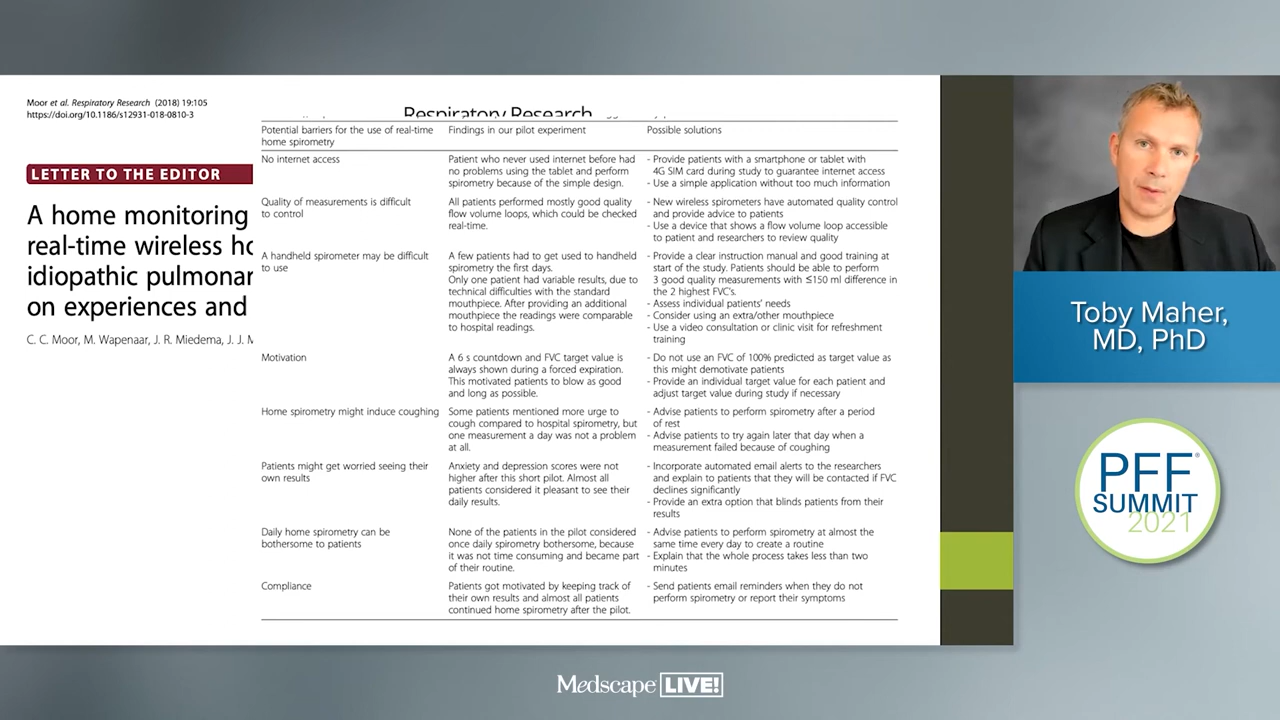 Moor et al. Respiratory Research (2018) 19:105
https://doi.org/10.1186/s12931-018-0810-3
Respiratory Research
LETTER TO THE EDITOR
A home monitoring
real-time wireless ho
idiopathic pulmonar
on experiences and
C. C. Moor, M. Wapenaar, J. R. Miedema, J. J. M
Potential barriers for the use of real-time
home spirometry
Findings in our pilot experiment
Possible solutions
No internet access
Patient who never used internet before had
no problems using the tablet and perform
spirometry because of the simple design.
- Provide patients with a smartphone or tablet with
4G SIM card during study to guarantee internet access
- Use a simple application without too much information
Quality of measurements is difficult
to control
All patients performed mostly good quality
flow volume loops, which could be checked
real-time.
- New wireless spirometers have automated quality control
and provide advice to patients
- Use a device that shows a flow volume loop accessible
to patient and researchers to review quality
A handheld spirometer may be difficult
to use
A few patients had to get used to handheld
spirometry the first days.
Only one patient had variable results, due to
technical difficulties with the standard
mouthpiece. After providing an additional
mouthpiece the readings were comparable
to hospital readings.
- Provide a clear instruction manual and good training at
start of the study. Patients should be able to perform
3 good quality measurements with ≤150 ml difference in
the 2 highest FVC's.
- Assess individual patients' needs
- Consider using an extra/other mouthpiece
- Use a video consultation or clinic visit for refreshment
training
Motivation
A 6 s countdown and FVC target value is
always shown during a forced expiration.
This motivated patients to blow as good
and long as possible.
- Do not use an FVC of 100% predicted as target value as
this might demotivate patients
- Provide an individual target value for each patient and
adjust target value during study if necessary
Home spirometry might induce coughing
Some patients mentioned more urge to
cough compared to hospital spirometry, but
one measurement a day was not a problem
at all.
- Advise patients to perform spirometry after a period
of rest
- Advise patients to try again later that day when a
measurement failed because of coughing
Patients might get worried seeing their
own results
Anxiety and depression scores were not
higher after this short pilot. Almost all
patients considered it pleasant to see their
daily results.
- Incorporate automated email alerts to the researchers
and explain to patients that they will be contacted if FVC
declines significantly
- Provide an extra option that blinds patients from their
results
Daily home spirometry can be
bothersome to patients
None of the patients in the pilot considered
once daily spirometry bothersome, because
it was not time consuming and became part
of their routine.
- Advise patients to perform spirometry at almost the
same time every day to create a routine
- Explain that the whole process takes less than two
minutes
Compliance
Patients got motivated by keeping track of
their own results and almost all patients
continued home spirometry after the pilot.
- Send patients email reminders when they do not
perform spirometry or report their symptoms
Toby Maher,
MD, PhD
PFF®
SUMMIT
2021
Medscape LIVE!